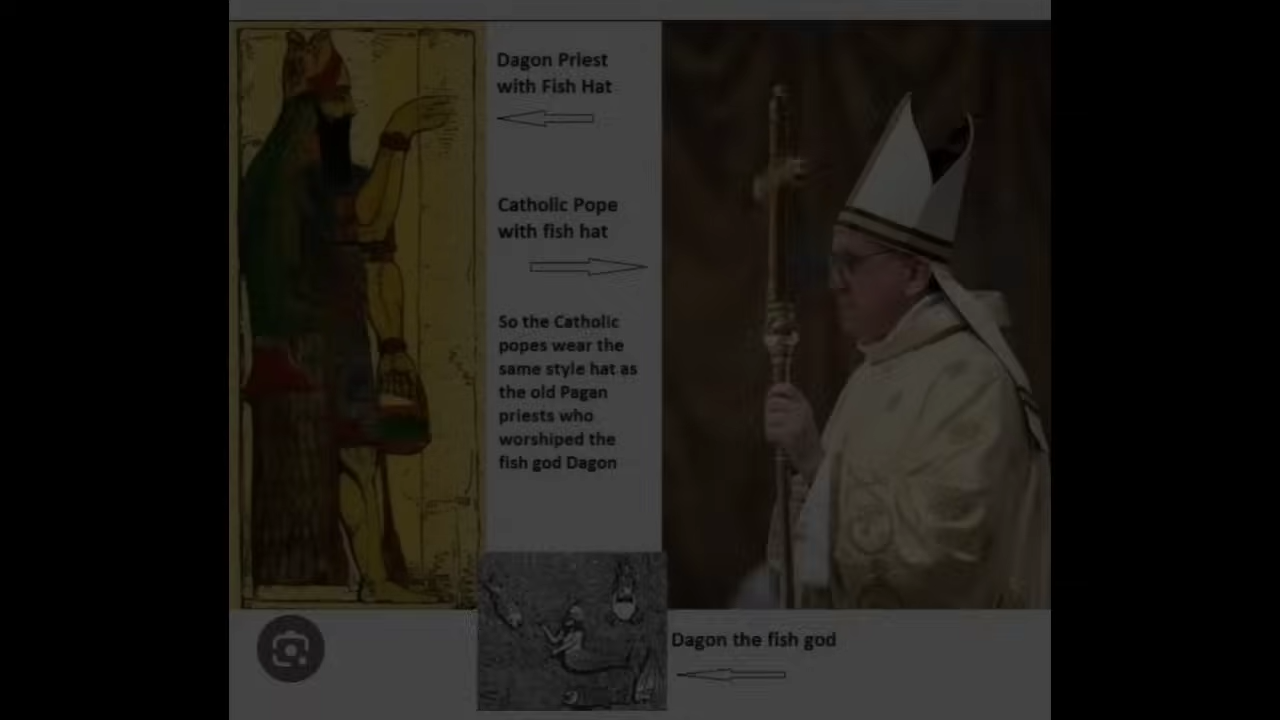 Dagon Priest
with Fish Hat
Catholic Pope
with fish hat
So the Catholic
popes wear the
same style hat as
the old Pagan
priests who
worshiped the
fish god Dagon
Dagon the fish god